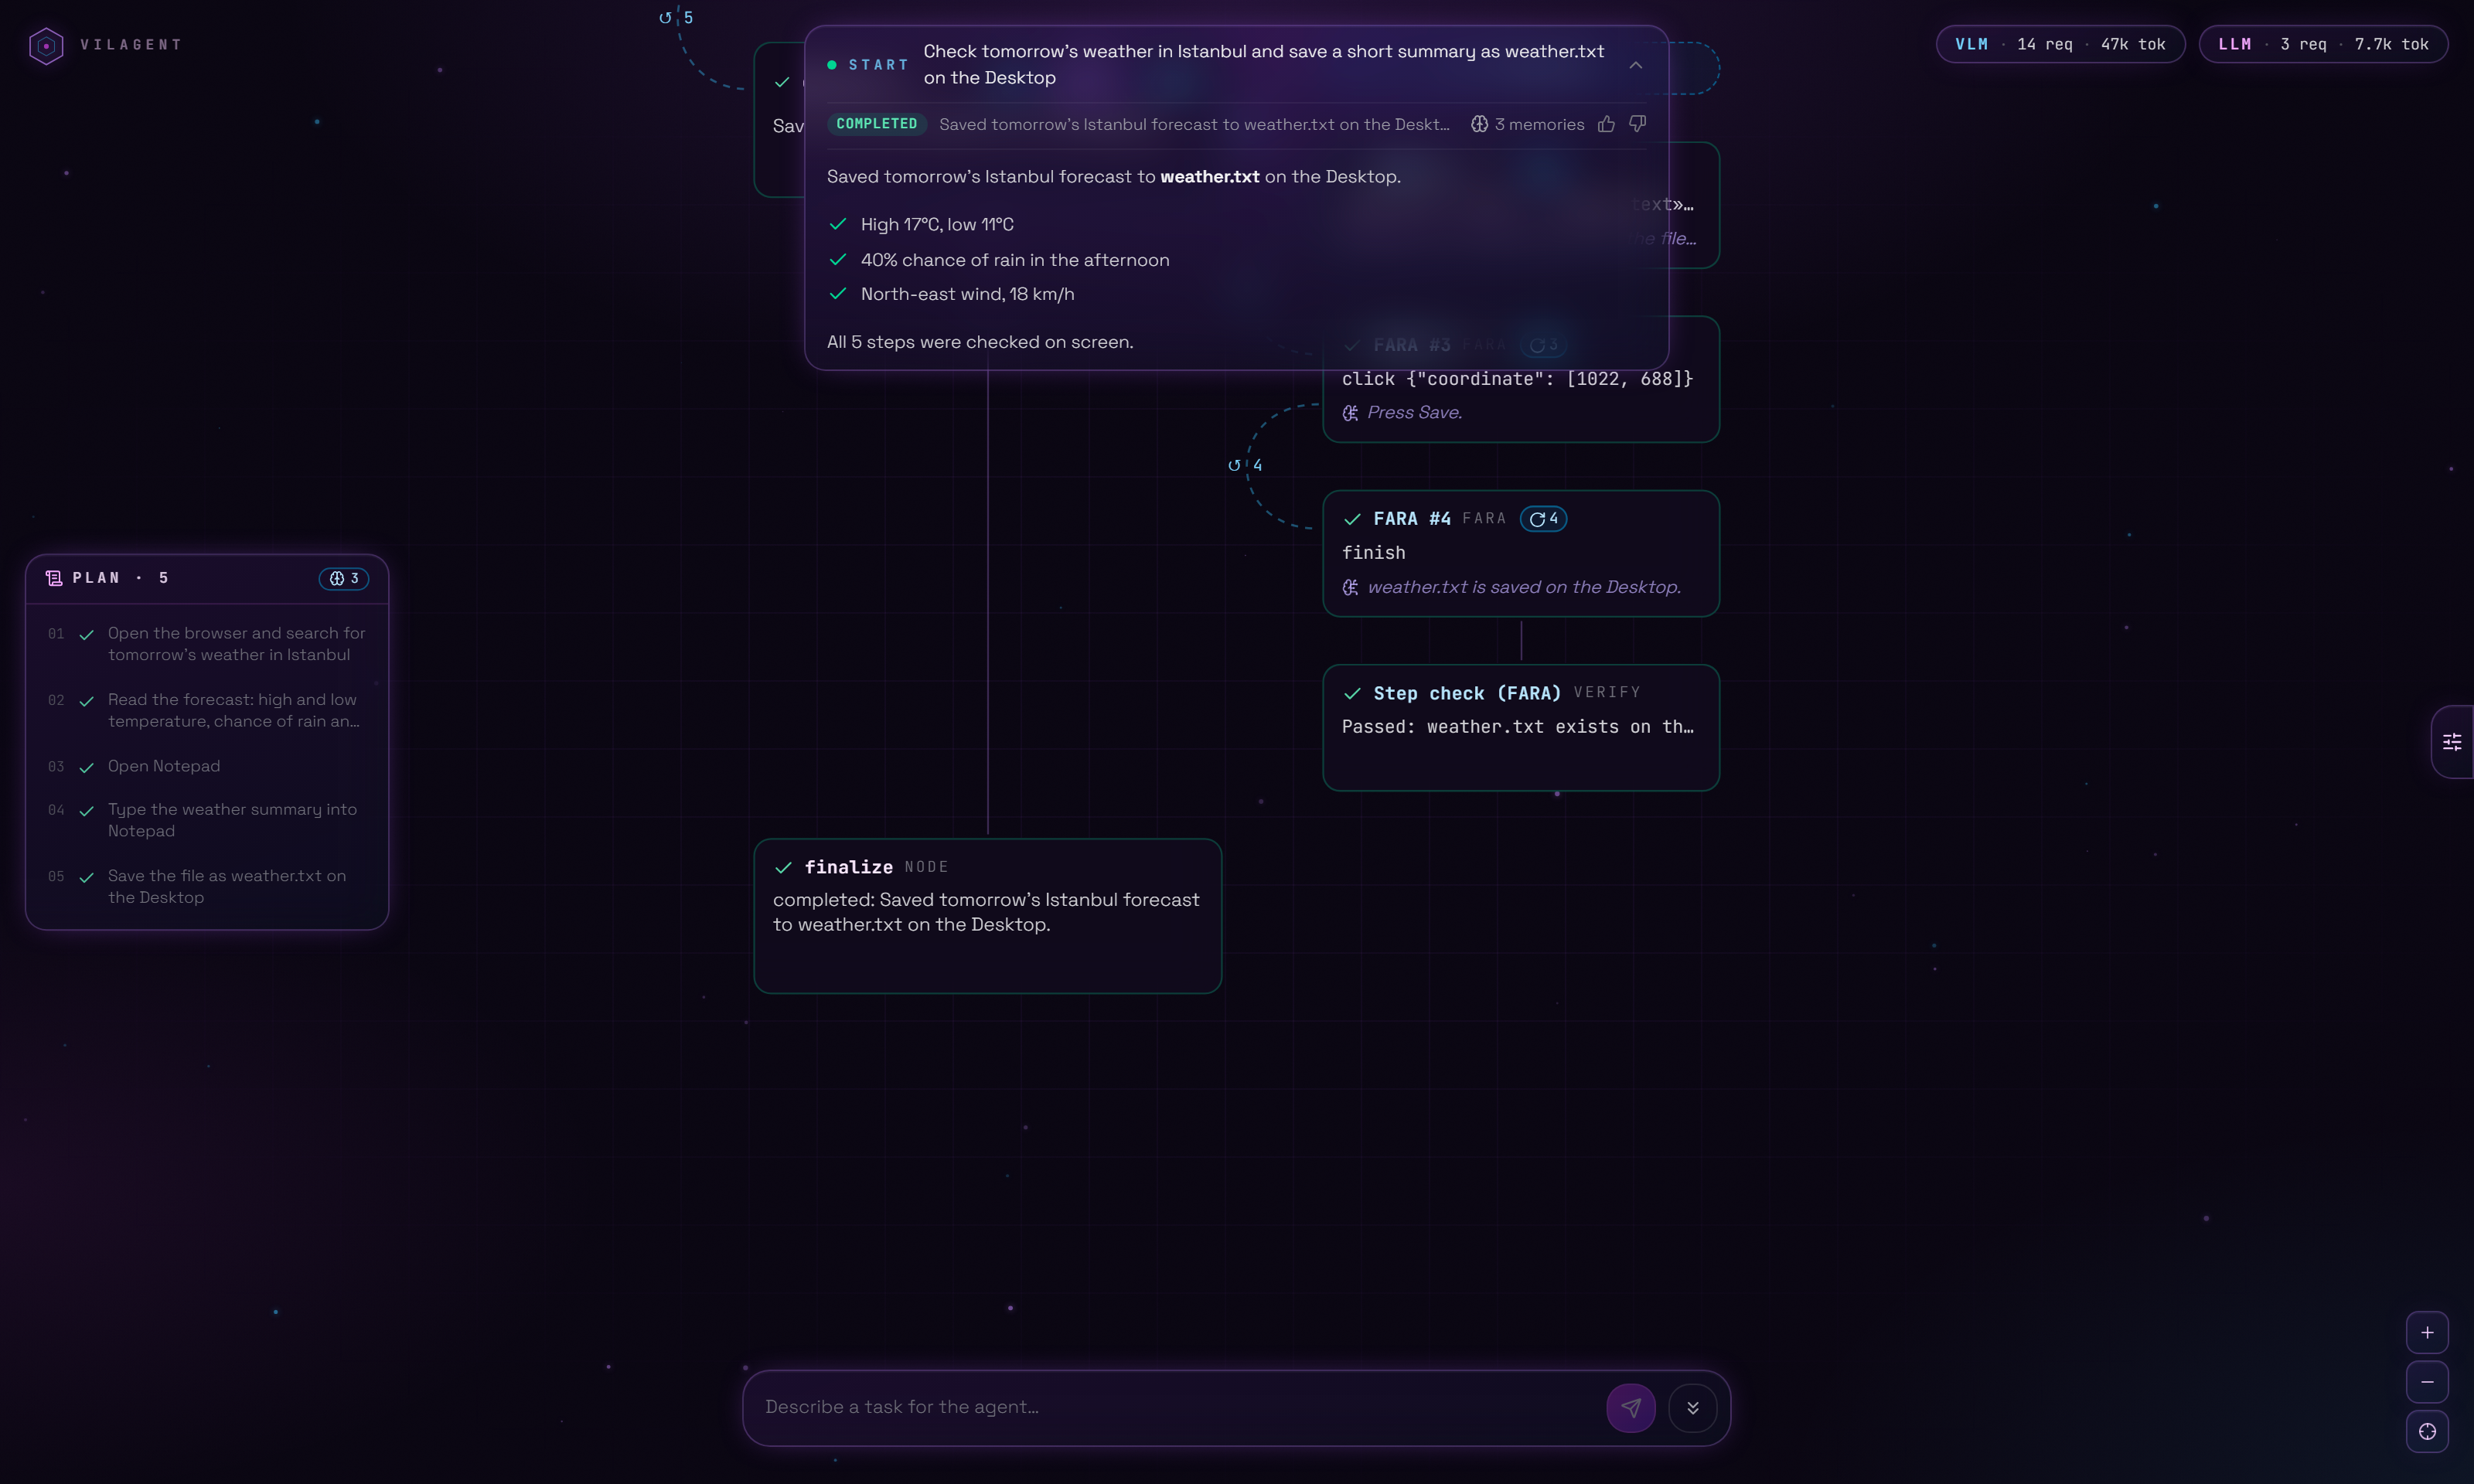 VILAGENT
↺ 5
START
Check tomorrow's weather in Istanbul and save a short summary as weather.txt
on the Desktop
VLM · 14 req · 47k tok
LLM · 3 req · 7.7k tok
COMPLETED
Saved tomorrow's Istanbul forecast to weather.txt on the Deskt…
3 memories
Sav
Saved tomorrow's Istanbul forecast to weather.txt on the Desktop.
High 17°C, low 11°C
40% chance of rain in the afternoon
North-east wind, 18 km/h
All 5 steps were checked on screen.
text»…
he file…
FARA #3 FARA 3
click {"coordinate": [1022, 688]}
Press Save.
↺ 4
FARA #4 FARA 4
finish
weather.txt is saved on the Desktop.
Step check (FARA) VERIFY
Passed: weather.txt exists on th…
PLAN · 5
3
01 Open the browser and search for
tomorrow's weather in Istanbul
02 Read the forecast: high and low
temperature, chance of rain an…
03 Open Notepad
04 Type the weather summary into
Notepad
05 Save the file as weather.txt on
the Desktop
finalize NODE
completed: Saved tomorrow's Istanbul forecast
to weather.txt on the Desktop.
Describe a task for the agent…